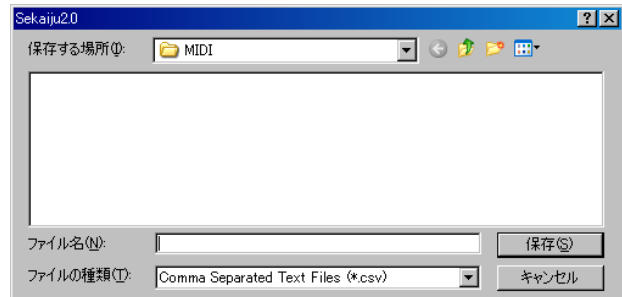 Sekaiju2.0
保存する場所(I): MIDI
ファイル名(N): 保存(S)
ファイルの種類(T): Comma Separated Text Files (*.csv) キャンセル